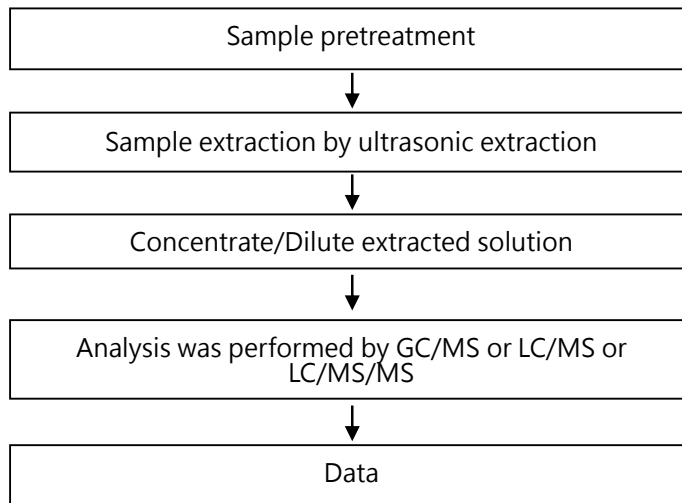 Sample pretreatment
Sample extraction by ultrasonic extraction
Concentrate/Dilute extracted solution
Analysis was performed by GC/MS or LC/MS or
LC/MS/MS
Data